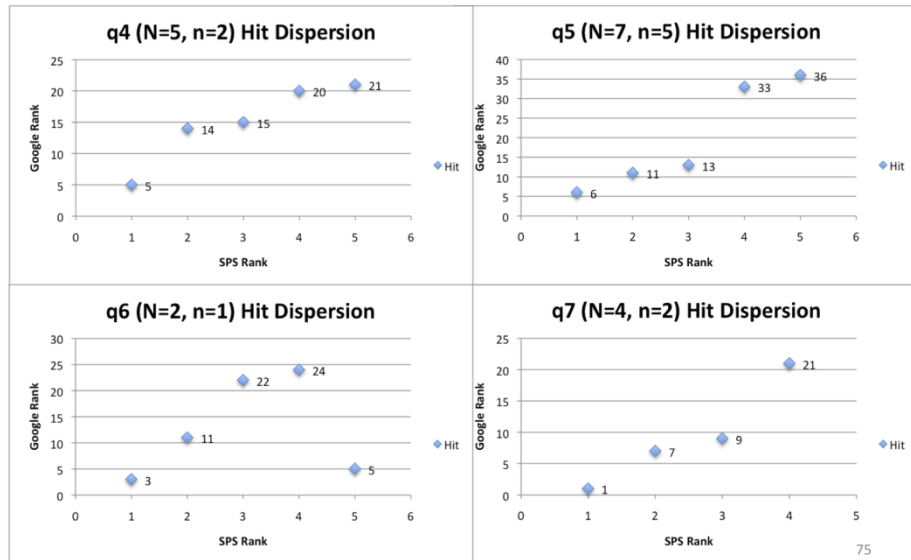 q4 (N=5, n=2) Hit Dispersion
25
20
15
10
5
0
Google Rank
5
14
15
20
21
Hit
0 1 2 3 4 5 6
SPS Rank
q5 (N=7, n=5) Hit Dispersion
40
35
30
25
20
15
10
5
0
Google Rank
6
11
13
33
36
Hit
0 1 2 3 4 5 6
SPS Rank
q6 (N=2, n=1) Hit Dispersion
30
25
20
15
10
5
0
Google Rank
3
11
22
24
5
Hit
0 1 2 3 4 5 6
SPS Rank
q7 (N=4, n=2) Hit Dispersion
25
20
15
10
5
0
Google Rank
1
7
9
21
Hit
0 1 2 3 4 5
SPS Rank
75